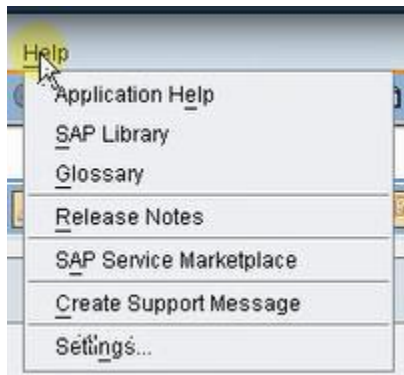 Help
Application Help
SAP Library
Glossary
Release Notes
SAP Service Marketplace
Create Support Message
Settings...